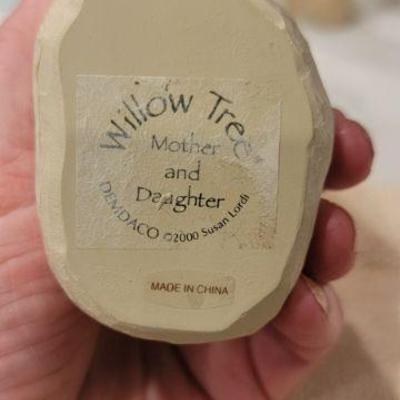 Willow Tree
Mother
and
Daughter
DEMDACO ©2000 Susan Lordi
MADE IN CHINA